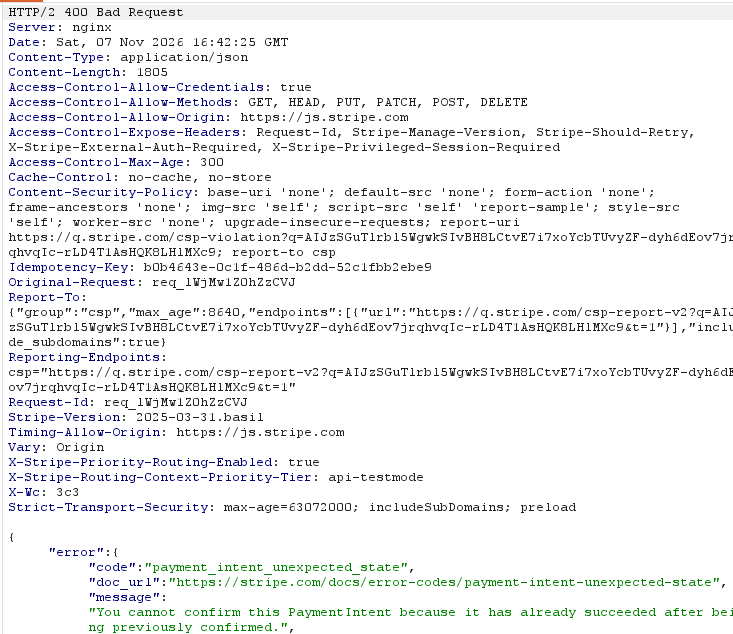 HTTP/2 400 Bad Request
Server: nginx
Date: Sat, 07 Nov 2026 16:42:25 GMT
Content-Type: application/json
Content-Length: 1805
Access-Control-Allow-Credentials: true
Access-Control-Allow-Methods: GET, HEAD, PUT, PATCH, POST, DELETE
Access-Control-Allow-Origin: https://js.stripe.com
Access-Control-Expose-Headers: Request-Id, Stripe-Manage-Version, Stripe-Should-Retry,
X-Stripe-External-Auth-Required, X-Stripe-Privileged-Session-Required
Access-Control-Max-Age: 300
Cache-Control: no-cache, no-store
Content-Security-Policy: base-uri 'none'; default-src 'none'; form-action 'none';
frame-ancestors 'none'; img-src 'self'; script-src 'self' 'report-sample'; style-src
'self'; worker-src 'none'; upgrade-insecure-requests; report-uri
https://q.stripe.com/csp-violation?q=AIJzSGuTlrbl5WgwkSIvBH8LCtvE7i7xoYcbTUvyZF-dyh6dEov7jr
qhvqIc-rLD4T1AsHQK8LHlMXc9; report-to csp
Idempotency-Key: b0b4643e-0c1f-486d-b2dd-52c1fbb2ebe9
Original-Request: req_lWjMw1Z0hZzCVJ
Report-To:
{"group":"csp","max_age":8640,"endpoints":[{"url":"https://q.stripe.com/csp-report-v2?q=AIJ
zSGuTlrbl5WgwkSIvBH8LCtvE7i7xoYcbTUvyZF-dyh6dEov7jrqhvqIc-rLD4T1AsHQK8LHlMXc9&t=1"}],"inclu
de_subdomains":true}
Reporting-Endpoints:
csp="https://q.stripe.com/csp-report-v2?q=AIJzSGuTlrbl5WgwkSIvBH8LCtvE7i7xoYcbTUvyZF-dyh6dE
ov7jrqhvqIc-rLD4T1AsHQK8LHlMXc9&t=1"
Request-Id: req_lWjMw1Z0hZzCVJ
Stripe-Version: 2025-03-31.basil
Timing-Allow-Origin: https://js.stripe.com
Vary: Origin
X-Stripe-Priority-Routing-Enabled: true
X-Stripe-Routing-Context-Priority-Tier: api-testmode
X-Wc: 3c3
Strict-Transport-Security: max-age=63072000; includeSubDomains; preload
{
"error":{
"code":"payment_intent_unexpected_state",
"doc_url":"https://stripe.com/docs/error-codes/payment-intent-unexpected-state",
"message":
"You cannot confirm this PaymentIntent because it has already succeeded after bei
ng previously confirmed.",